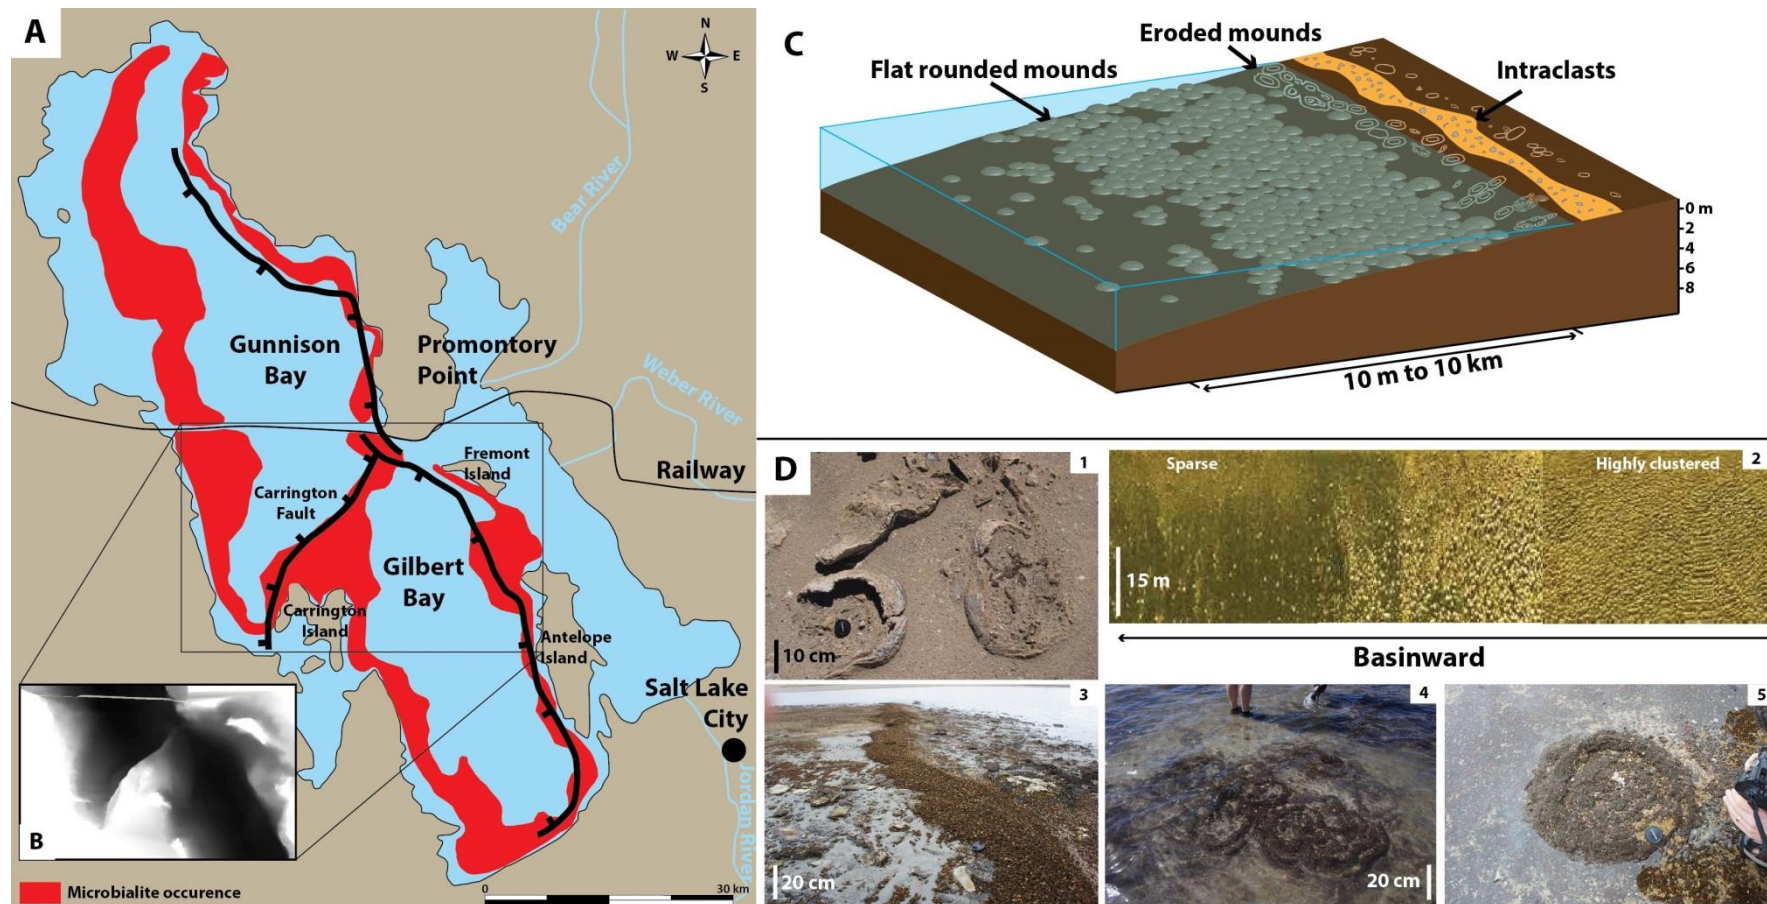 A
N
W
E
S
Bear River
Gunnison
Bay
Promontory
Point
Weber River
Fremont
Island
Railway
Carrington
Fault
Gilbert
Bay
Carrington
Island
Antelope
Island
Salt Lake
City
Jordan River
B
Microbialite occurence
0
30 km
C
Flat rounded mounds
Eroded mounds
Intraclasts
0 m
2
4
6
8
10 m to 10 km
D
1
10 cm
Sparse
Highly clustered
2
15 m
Basinward
3
20 cm
4
20 cm
5